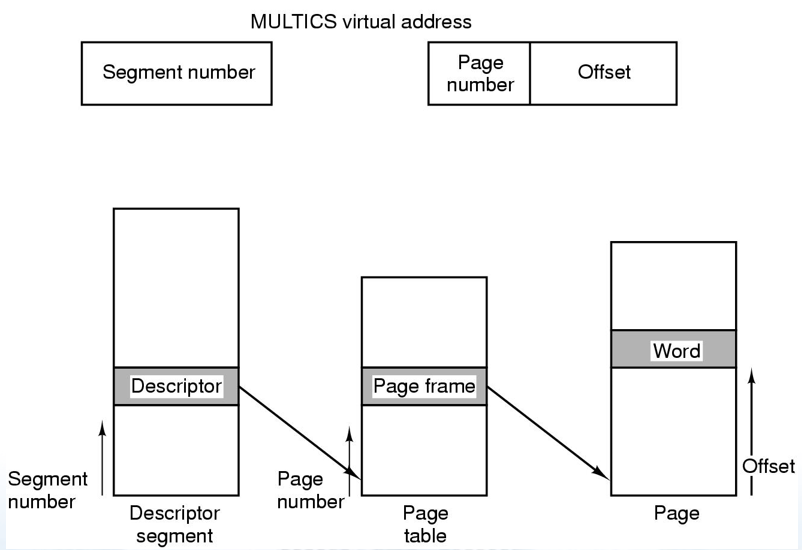 MULTICS virtual address
Segment number
Page
number
Offset
Descriptor
Page frame
Word
Segment
number
Page
number
Offset
Descriptor
segment
Page
table
Page